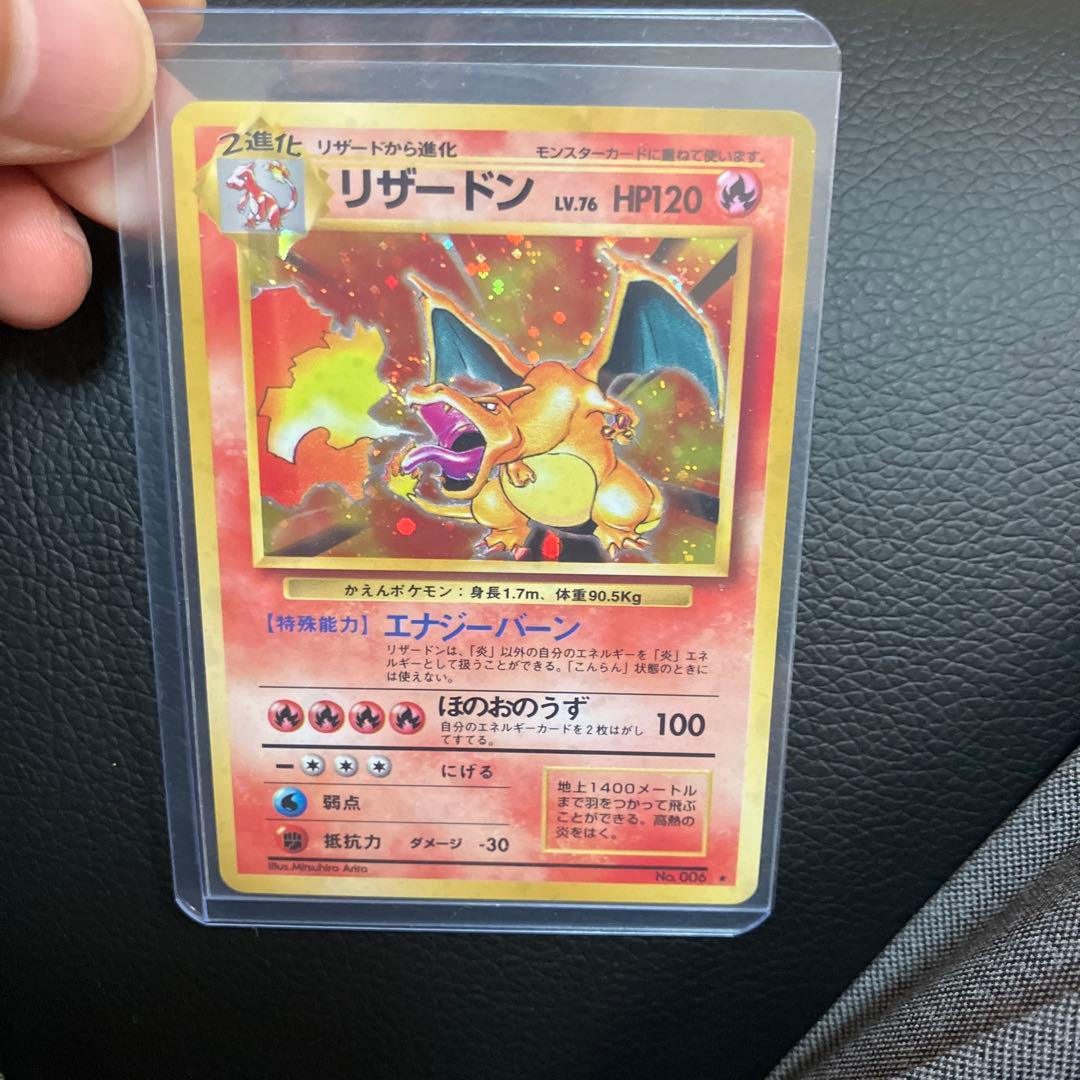 2進化 リザードから進化 モンスターカードに重ねて使います。
リザードン LV.76 HP120
かえんポケモン：身長1.7m、体重90.5Kg
【特殊能力】エナジーバーン
リザードンは、「炎」以外の自分のエネルギーを「炎」エネ
ルギーとして扱うことができる。「こんらん」状態のときに
は使えない。
ほのおのうず 100
自分のエネルギーカードを2枚はがし
てすてる。
にげる
弱点
抵抗力 ダメージ -30
地上1400メートル
まで羽をつかって飛ぶ
ことができる。高熱の
炎をはく。
Illus.Mitsuhiro Arita
No. 006 ★